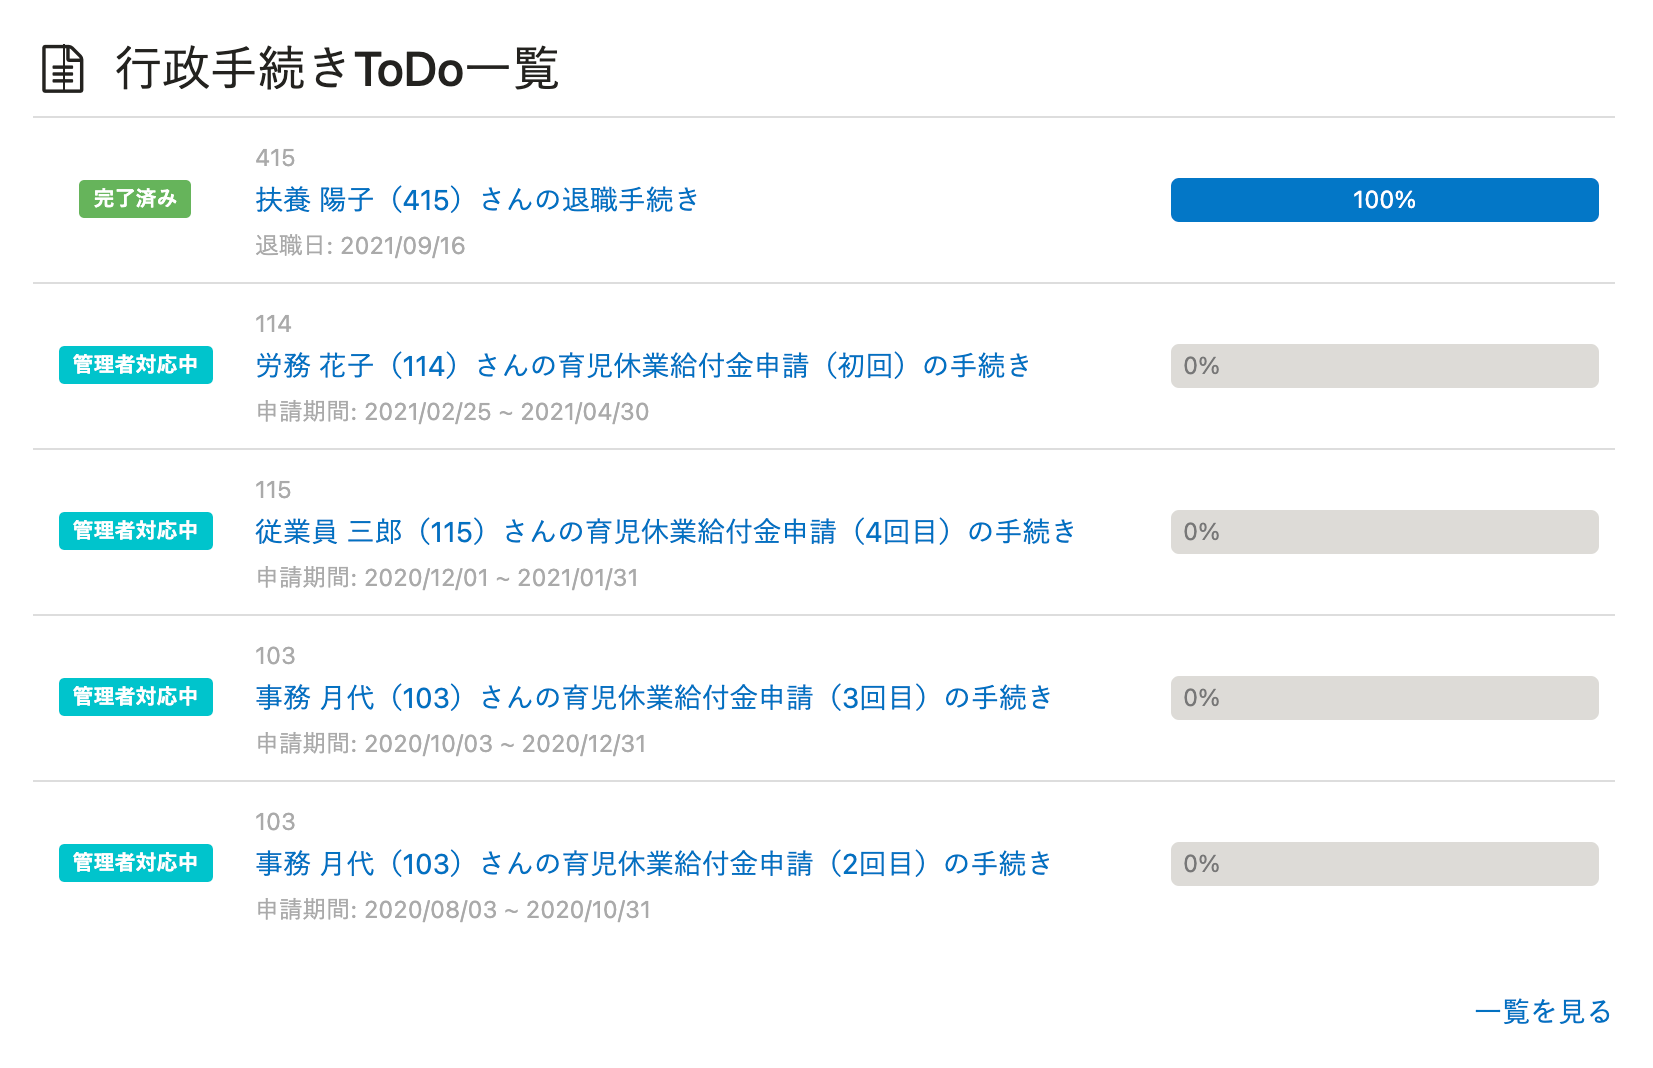 行政手続きToDo一覧
415
完了済み
扶養 陽子（415）さんの退職手続き
100%
退職日: 2021/09/16
114
管理者対応中
労務 花子（114）さんの育児休業給付金申請（初回）の手続き
0%
申請期間: 2021/02/25 ~ 2021/04/30
115
管理者対応中
従業員 三郎（115）さんの育児休業給付金申請（4回目）の手続き
0%
申請期間: 2020/12/01 ~ 2021/01/31
103
管理者対応中
事務 月代（103）さんの育児休業給付金申請（3回目）の手続き
0%
申請期間: 2020/10/03 ~ 2020/12/31
103
管理者対応中
事務 月代（103）さんの育児休業給付金申請（2回目）の手続き
0%
申請期間: 2020/08/03 ~ 2020/10/31
一覧を見る